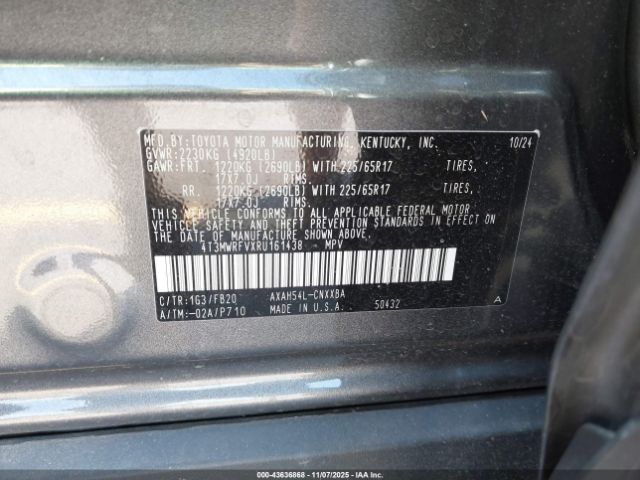 MFD.BY: TOYOTA MOTOR MANUFACTURING, KENTUCKY, INC. 10/24
GVWR: 2230KG (4920LB)
GAWR: FRT. 1220KG (2690LB) WITH 225/65R17 TIRES,
17X7.0J RIMS.
RR. 1220KG (2690LB) WITH 225/65R17 TIRES,
17X7.0J RIMS.
THIS VEHICLE CONFORMS TO ALL APPLICABLE FEDERAL MOTOR
VEHICLE SAFETY AND THEFT PREVENTION STANDARDS IN EFFECT ON
THE DATE OF MANUFACTURE SHOWN ABOVE.
4T3MWRFVXRU161438 MPV
C/TR: 1G3/FB20 AXAH54L-CNXXBA
A/TM: -02A/P710 MADE IN U.S.A. 50432 A
000-43636868 - 11/07/2025 - IAAI.COM